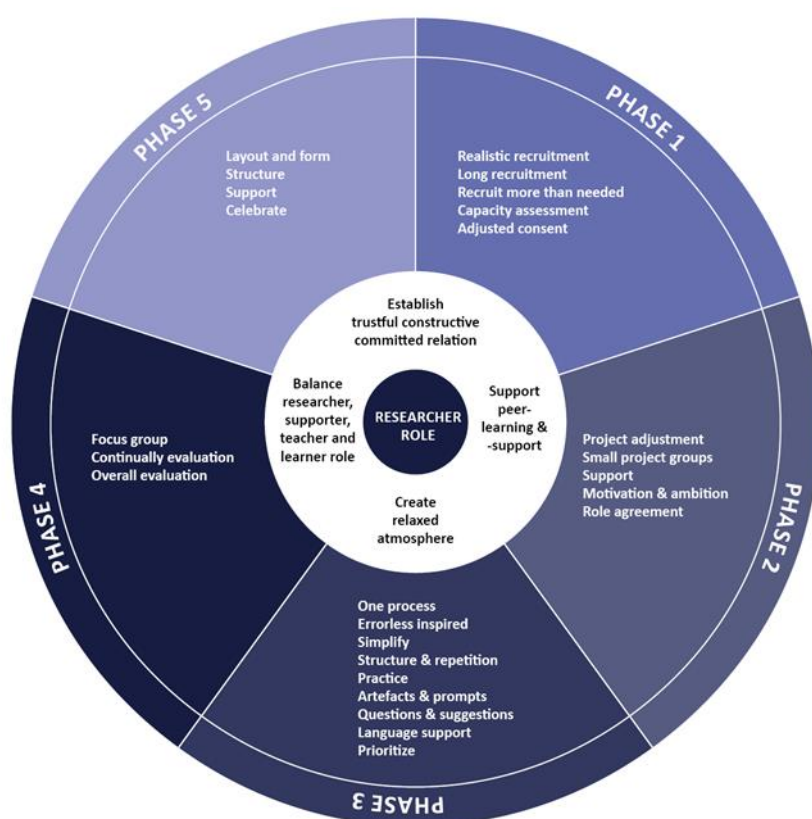 PHASE 1
Realistic recruitment
Long recruitment
Recruit more than needed
Capacity assessment
Adjusted consent
PHASE 2
Project adjustment
Small project groups
Support
Motivation & ambition
Role agreement
PHASE 3
One process
Errorless inspired
Simplify
Structure & repetition
Practice
Artefacts & prompts
Questions & suggestions
Language support
Prioritize
PHASE 4
Focus group
Continually evaluation
Overall evaluation
PHASE 5
Layout and form
Structure
Support
Celebrate
Establish
trustful constructive
committed relation
Support
peer-
learning &
-support
Create
relaxed
atmosphere
Balance
researcher,
supporter,
teacher and
learner role
RESEARCHER
ROLE